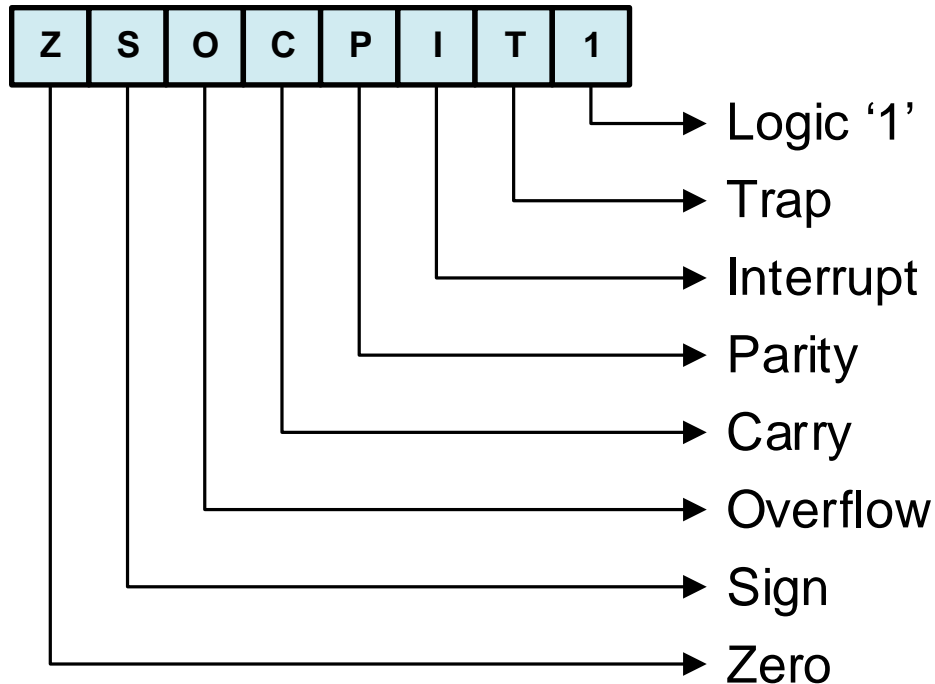 Z S O C P I T 1
Logic ‘1’
Trap
Interrupt
Parity
Carry
Overflow
Sign
Zero